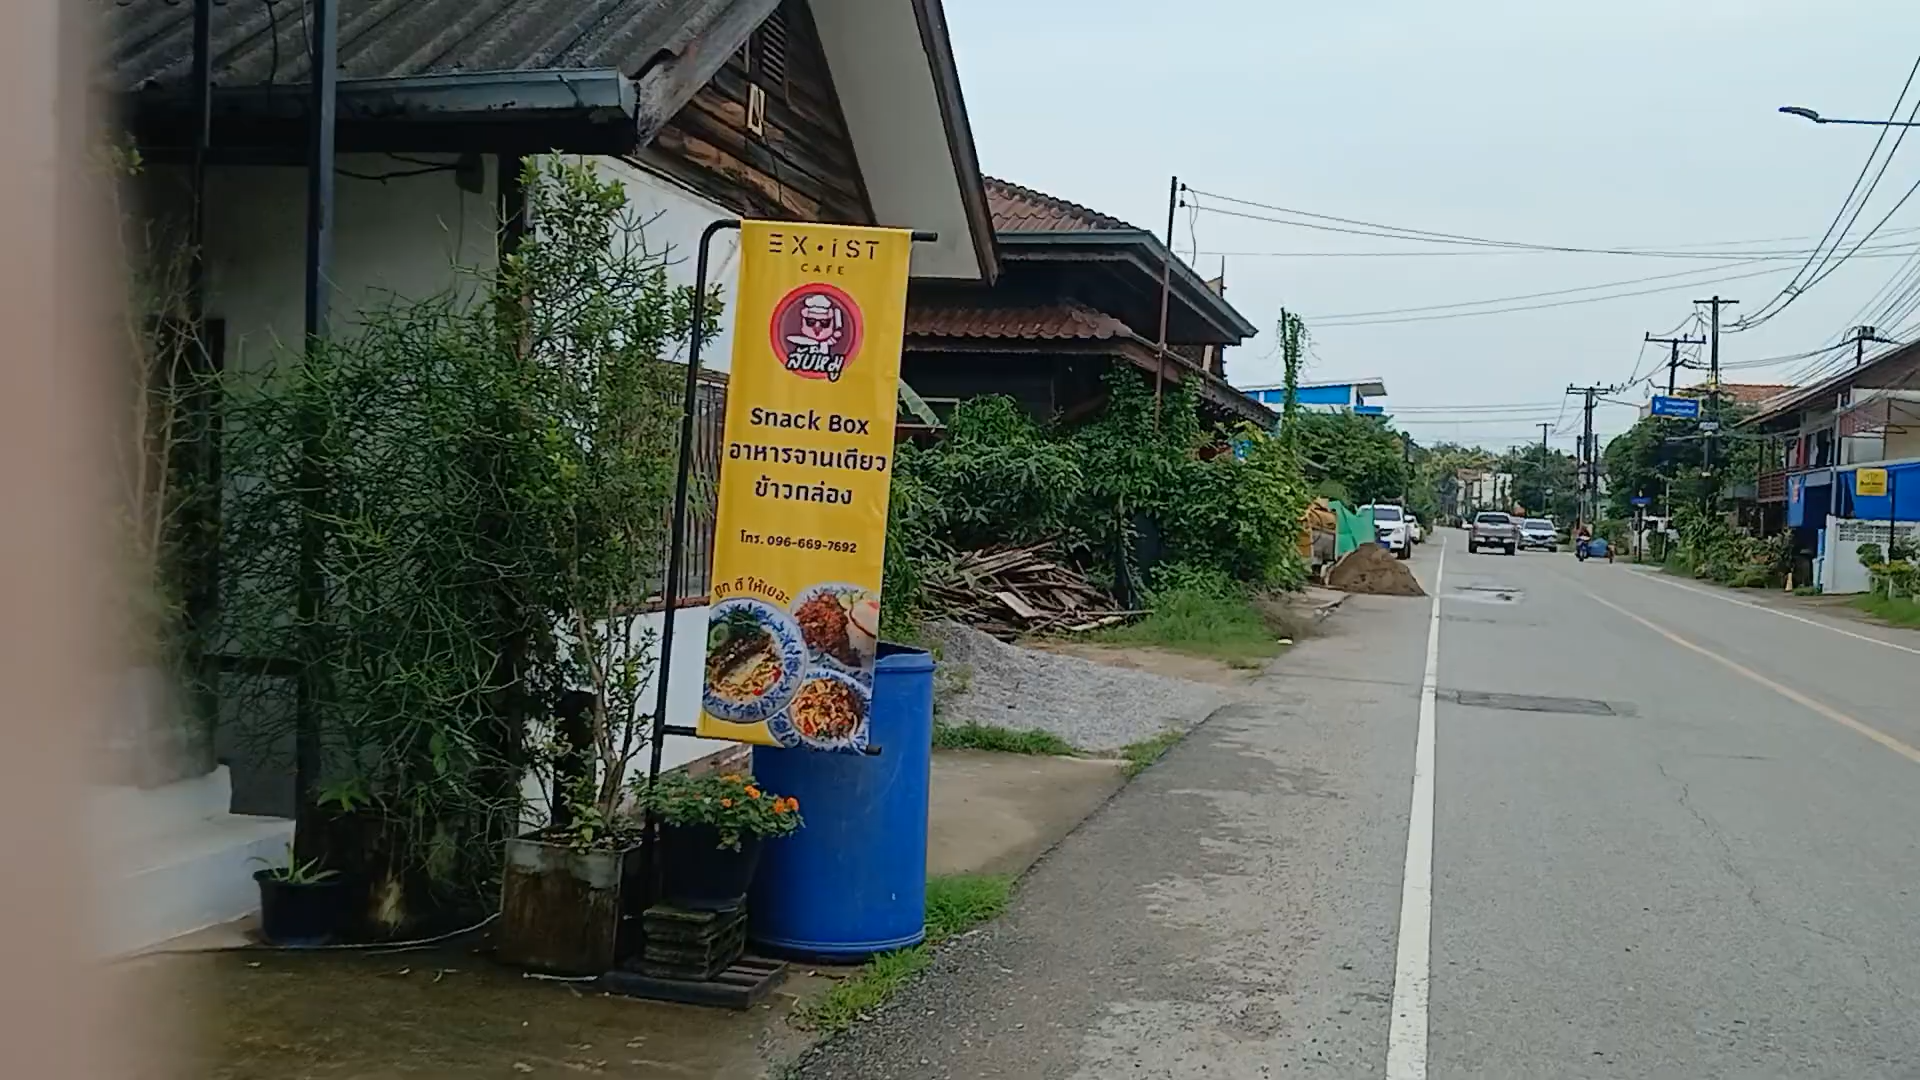 EX•iST
CAFE
สับหมู
Snack Box
อาหารจานเดียว
ข้าวกล่อง
โทร. 096-669-7692
ถูก ดี ให้เยอะ